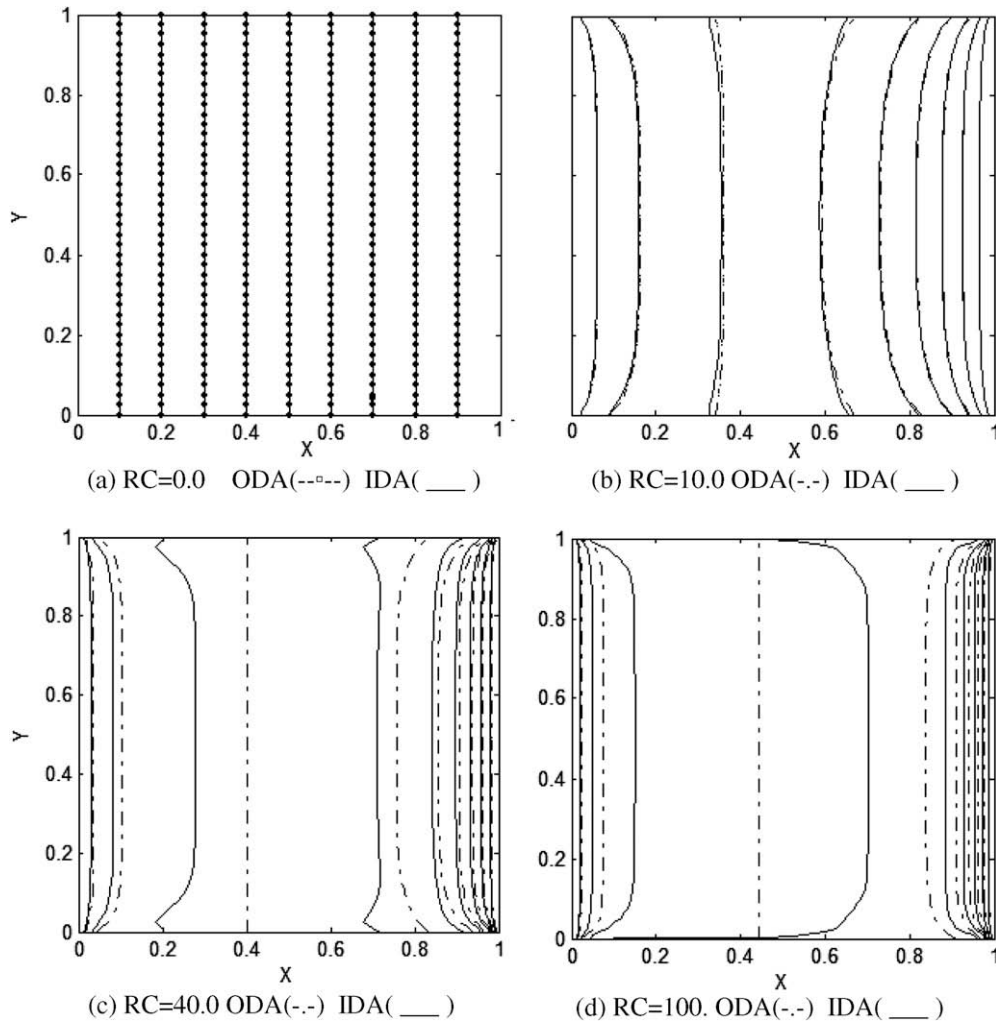 1
0.8
0.6
Y
0.4
0.2
0
0 0.2 0.4 0.6 0.8 1
X
(a) RC=0.0 ODA(--▫--) IDA( ___ )
0 0.2 0.4 0.6 0.8 1
X
(b) RC=10.0 ODA(-.-) IDA( ___ )
1
0.8
0.6
Y
0.4
0.2
0
0 0.2 0.4 0.6 0.8 1
X
(c) RC=40.0 ODA(-.-) IDA( ___ )
1
0.8
0.6
0.4
0.2
0
0 0.2 0.4 0.6 0.8 1
X
(d) RC=100. ODA(-.-) IDA( ___ )